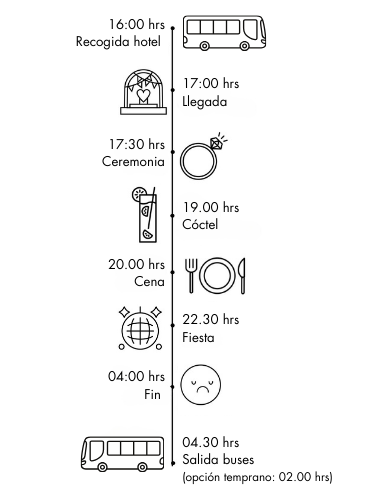 16:00 hrs
Recogida hotel
17:00 hrs
Llegada
17:30 hrs
Ceremonia
19.00 hrs
Cóctel
20.00 hrs
Cena
22.30 hrs
Fiesta
04:00 hrs
Fin
04.30 hrs
Salida buses
(opción temprano: 02.00 hrs)